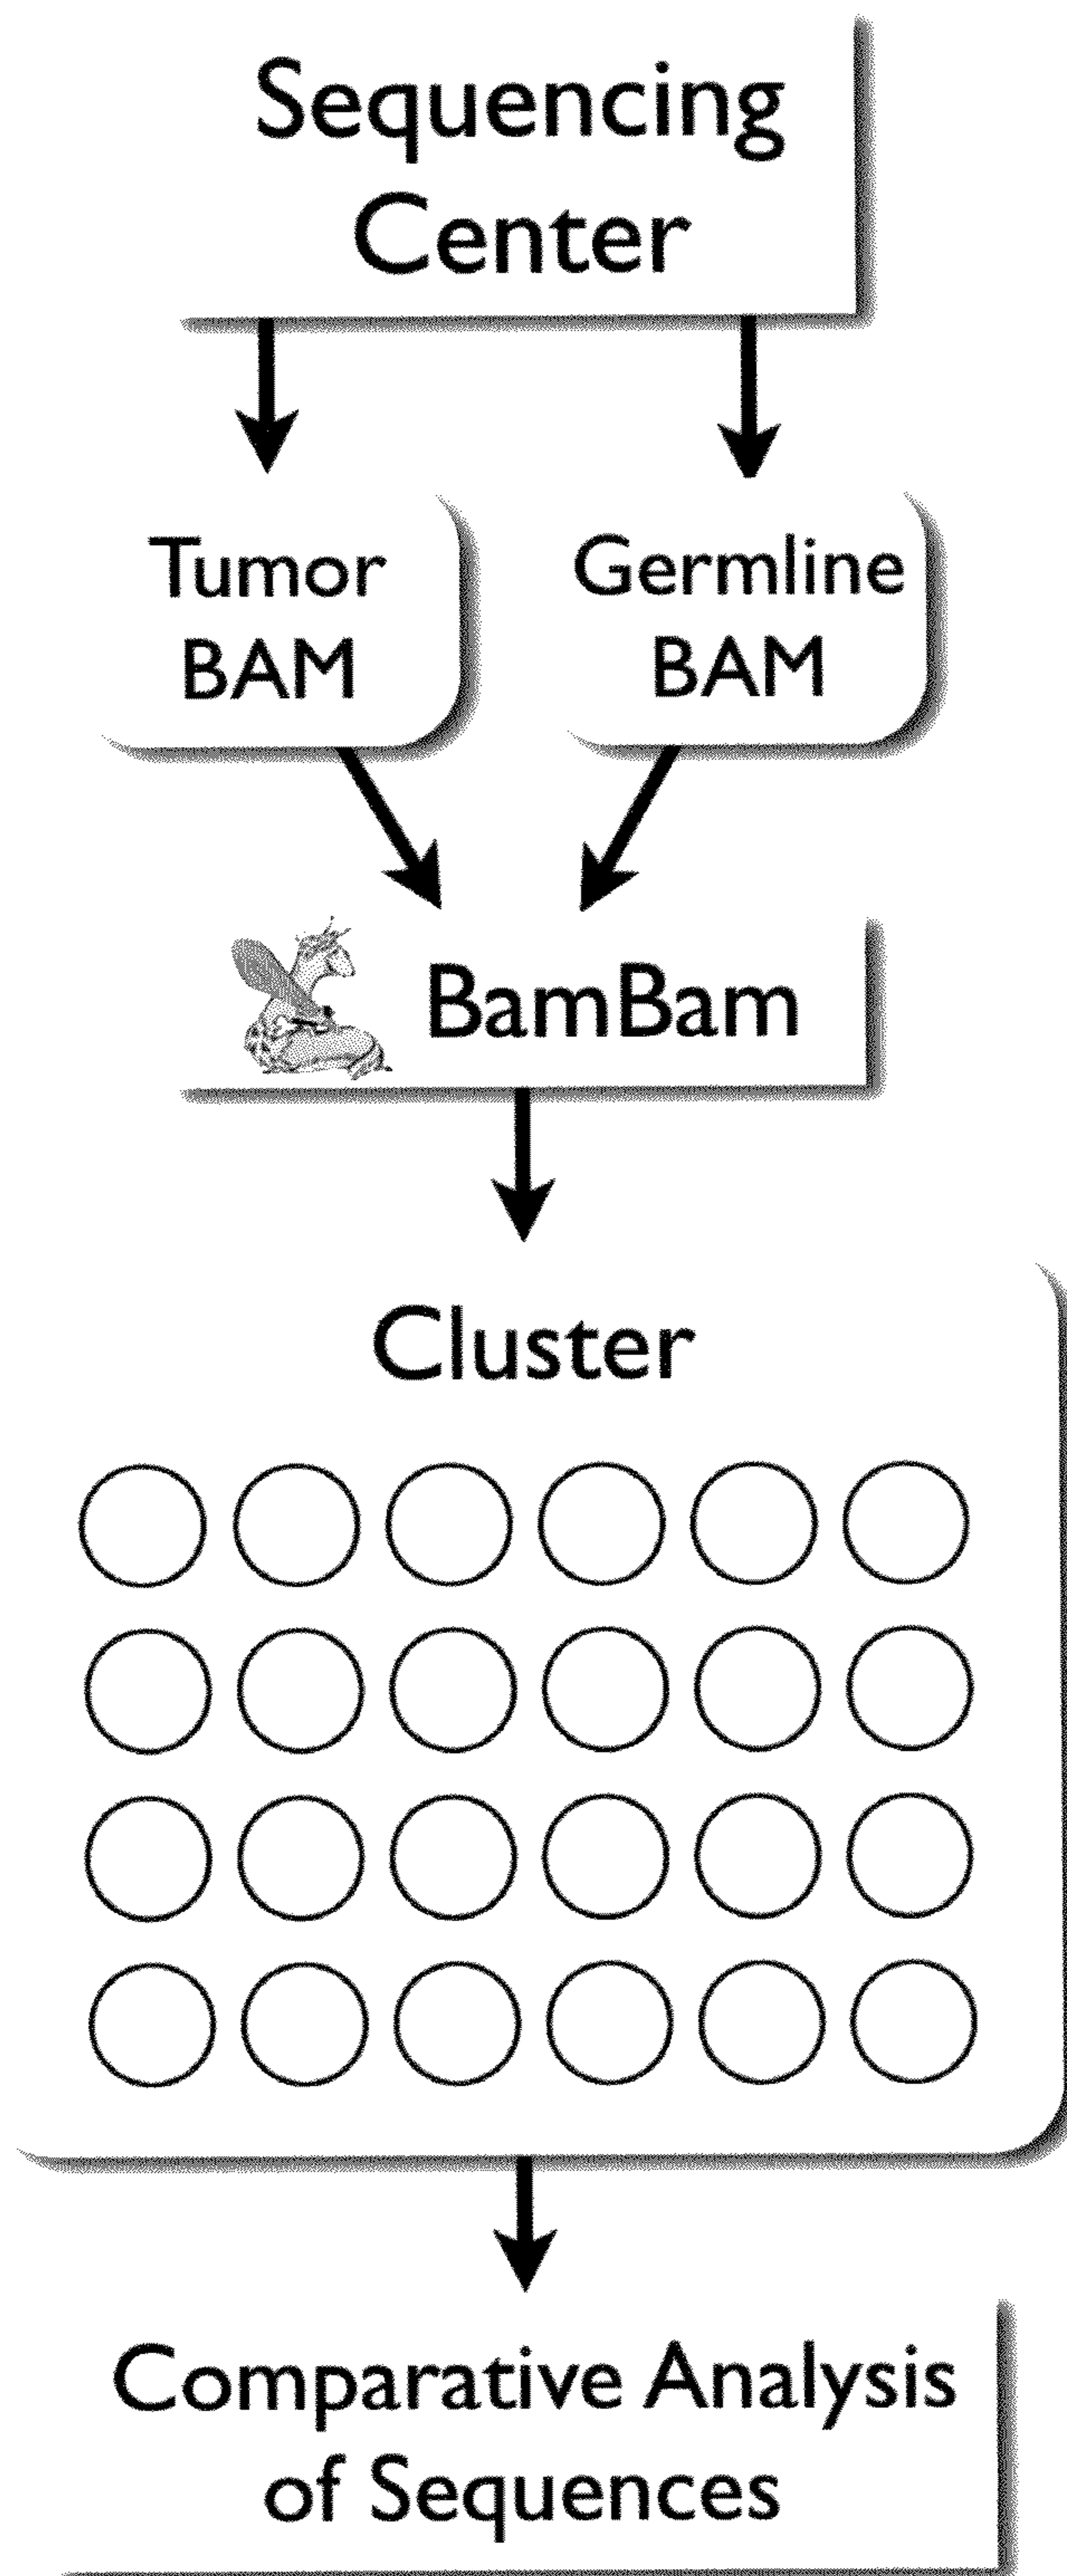 Sequencing
Center
Tumor
BAM
Germline
BAM
BamBam
Cluster
Comparative Analysis
of Sequences